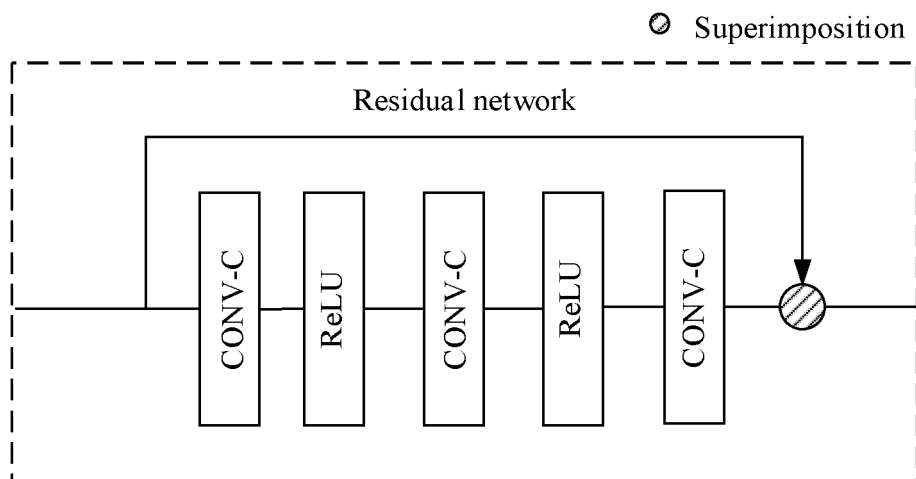 Superimposition
Residual network
CONV-C
ReLU
CONV-C
ReLU
CONV-C